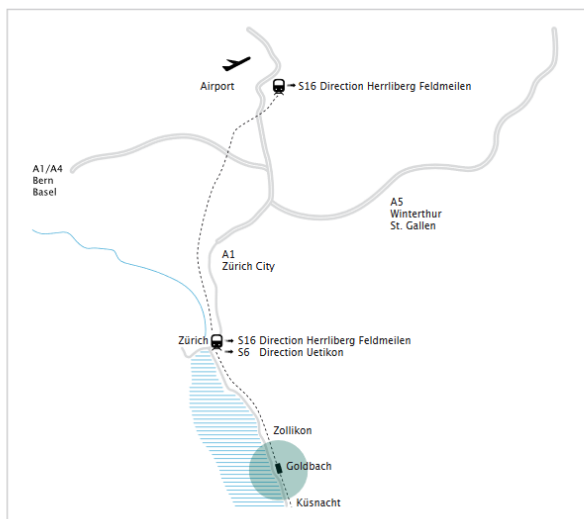 Airport
→ S16 Direction Herrliberg Feldmeilen
A1/A4
Bern
Basel
A5
Winterthur
St. Gallen
A1
Zürich City
Zürich → S16 Direction Herrliberg Feldmeilen
→ S6 Direction Uetikon
Zollikon
Goldbach
Küsnacht